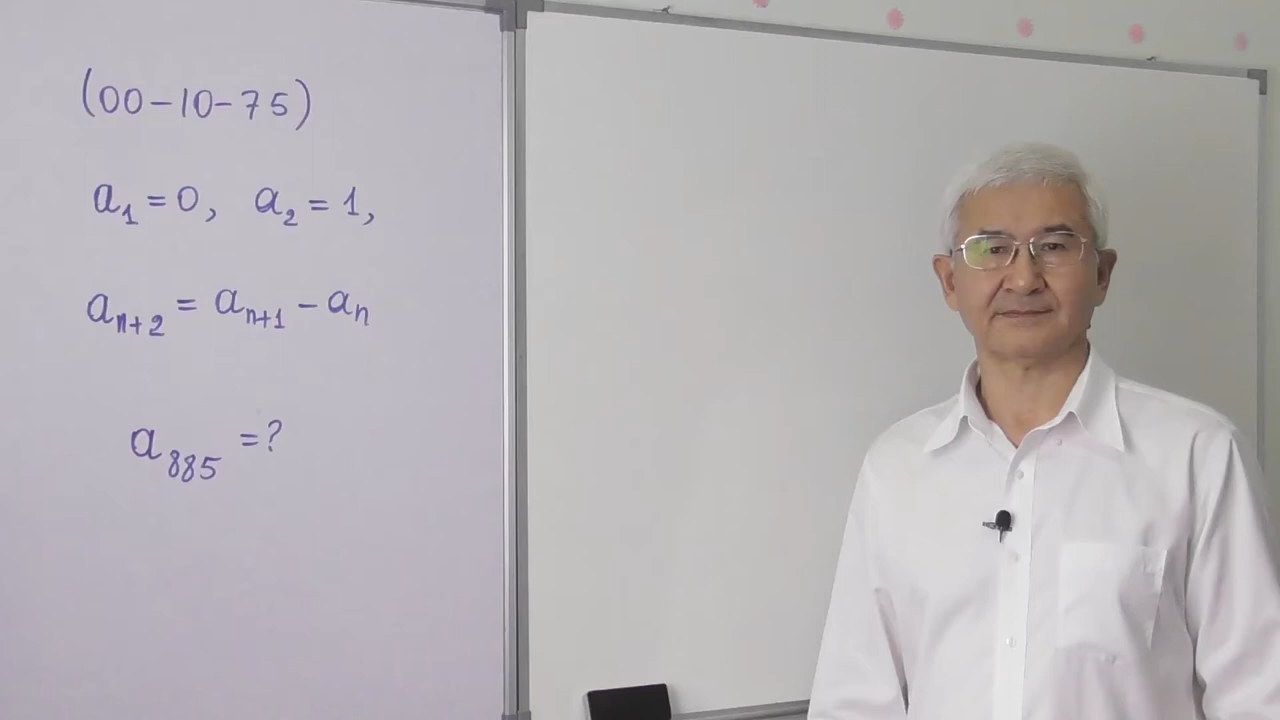 (00-10-75)
a₁ = 0, a₂ = 1,
aₙ₊₂ = aₙ₊₁ - aₙ
a₈₈₅ = ?